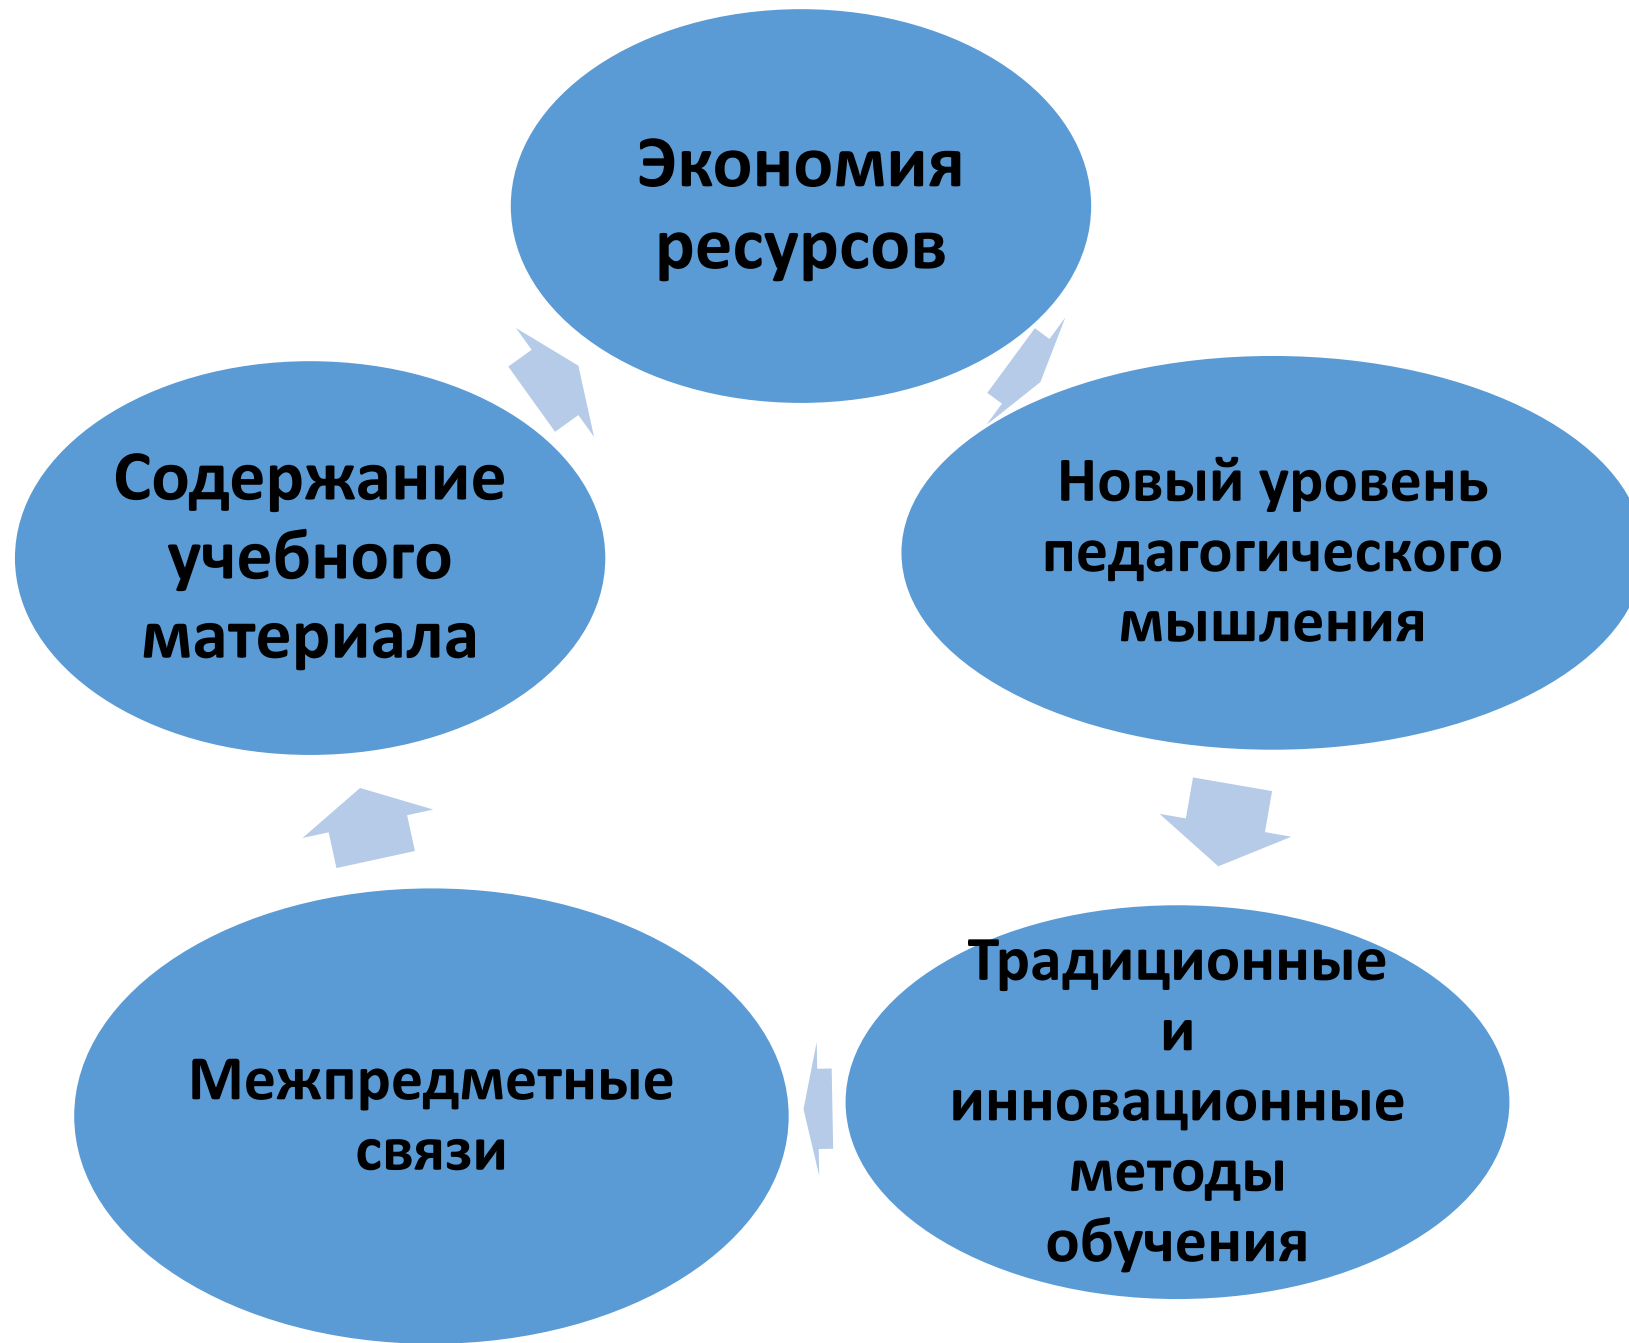 Экономия
ресурсов
Новый уровень
педагогического
мышления
Традиционные
и
инновационные
методы
обучения
Межпредметные
связи
Содержание
учебного
материала